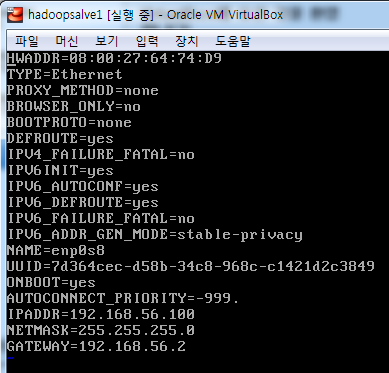 hadoopsalve1 [실행 중] - Oracle VM VirtualBox
파일 머신 보기 입력 장치 도움말
HWADDR=08:00:27:64:74:D9
TYPE=Ethernet
PROXY_METHOD=none
BROWSER_ONLY=no
BOOTPROTO=none
DEFROUTE=yes
IPV4_FAILURE_FATAL=no
IPV6INIT=yes
IPV6_AUTOCONF=yes
IPV6_DEFROUTE=yes
IPV6_FAILURE_FATAL=no
IPV6_ADDR_GEN_MODE=stable-privacy
NAME=enp0s8
UUID=7d364cec-d58b-34c8-968c-c1421d2c3849
ONBOOT=yes
AUTOCONNECT_PRIORITY=-999.
IPADDR=192.168.56.100
NETMASK=255.255.255.0
GATEWAY=192.168.56.2